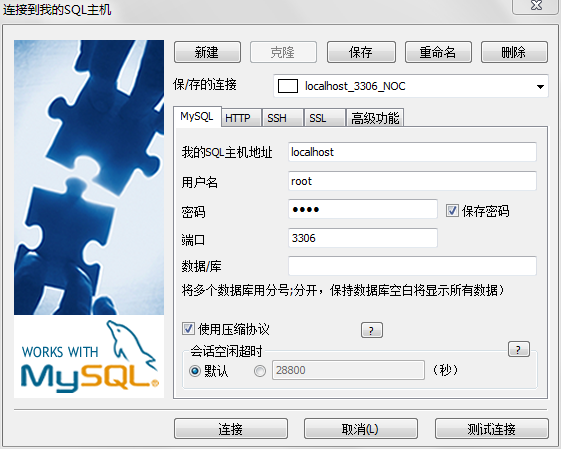 连接到我的SQL主机
新建 克隆 保存 重命名 删除
保/存的连接 localhost_3306_NOC
MySQL HTTP SSH SSL 高级功能
我的SQL主机地址 localhost
用户名 root
密码 ●●●● 保存密码
端口 3306
数据/库
将多个数据库用分号;分开，保持数据库空白将显示所有数据）
使用压缩协议 ?
会话空闲超时 ?
默认 28800 （秒）
WORKS WITH
MySQL®
连接 取消(L) 测试连接